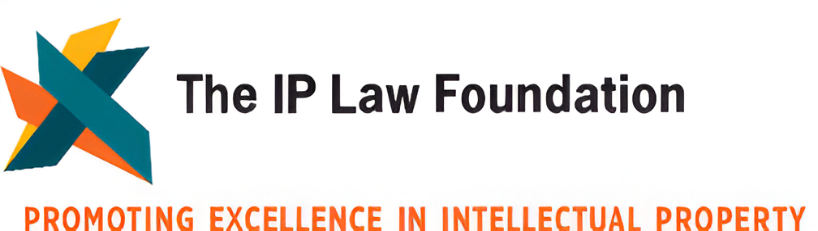 The IP Law Foundation
PROMOTING EXCELLENCE IN INTELLECTUAL PROPERTY